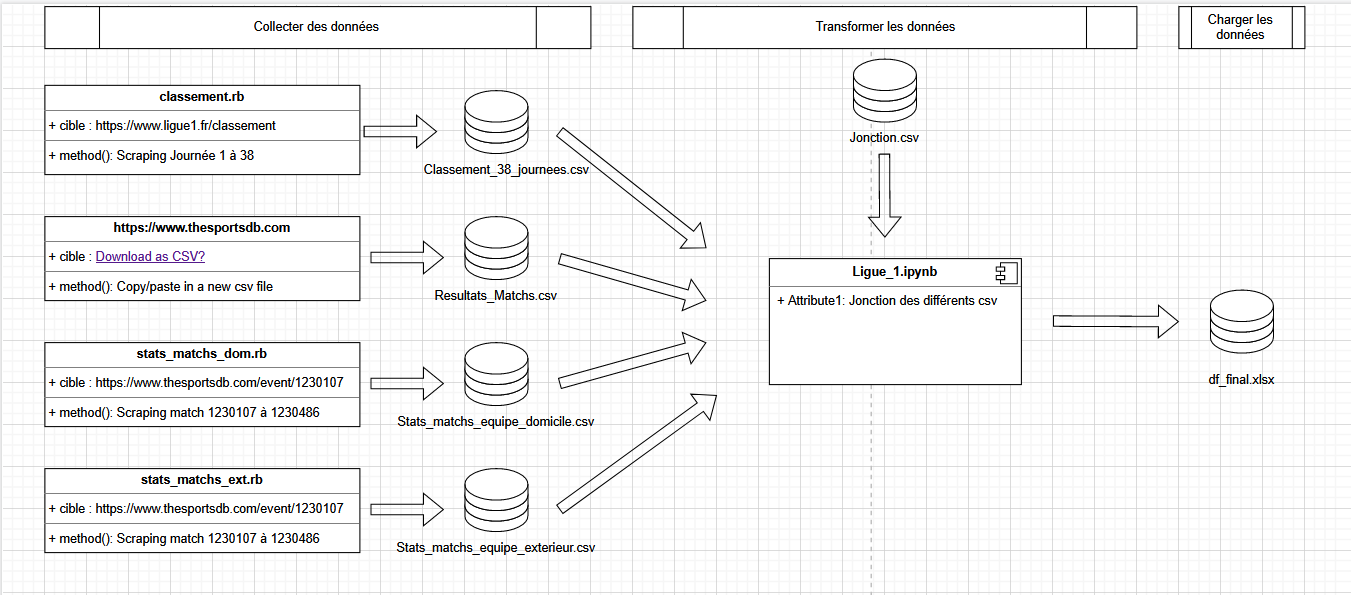 Collecter des données
Transformer les données
Charger les
données
classement.rb
+ cible : https://www.ligue1.fr/classement
+ method(): Scraping Journée 1 à 38
Classement_38_journees.csv
https://www.thesportsdb.com
+ cible : Download as CSV?
+ method(): Copy/paste in a new csv file
Resultats_Matchs.csv
stats_matchs_dom.rb
+ cible : https://www.thesportsdb.com/event/1230107
+ method(): Scraping match 1230107 à 1230486
Stats_matchs_equipe_domicile.csv
stats_matchs_ext.rb
+ cible : https://www.thesportsdb.com/event/1230107
+ method(): Scraping match 1230107 à 1230486
Stats_matchs_equipe_exterieur.csv
Jonction.csv
Ligue_1.ipynb
+ Attribute1: Jonction des différents csv
df_final.xlsx